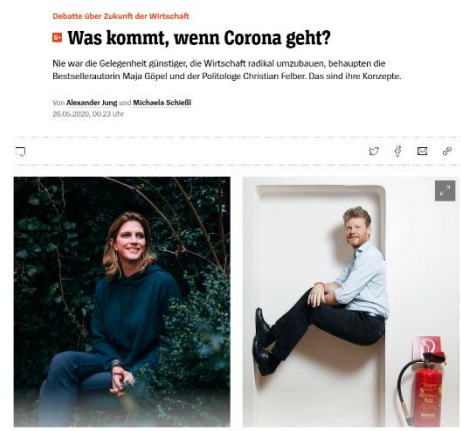 Debatte über Zukunft der Wirtschaft
S+ Was kommt, wenn Corona geht?
Nie war die Gelegenheit günstiger, die Wirtschaft radikal umzubauen, behaupten die
Bestsellerautorin Maja Göpel und der Politologe Christian Felber. Das sind ihre Konzepte.
Von Alexander Jung und Michaela Schießl
26.05.2020, 00.23 Uhr